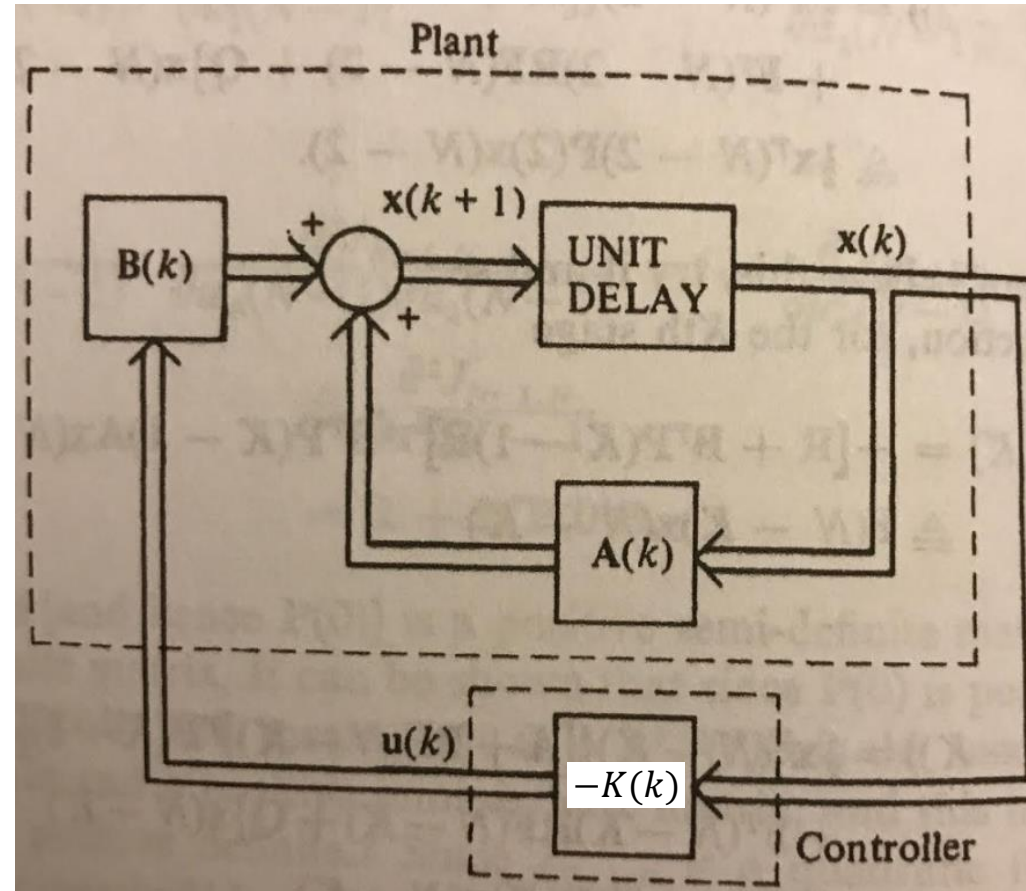 Plant
x(k + 1)
x(k)
B(k)
+
UNIT
DELAY
+
A(k)
u(k)
−K(k)
Controller